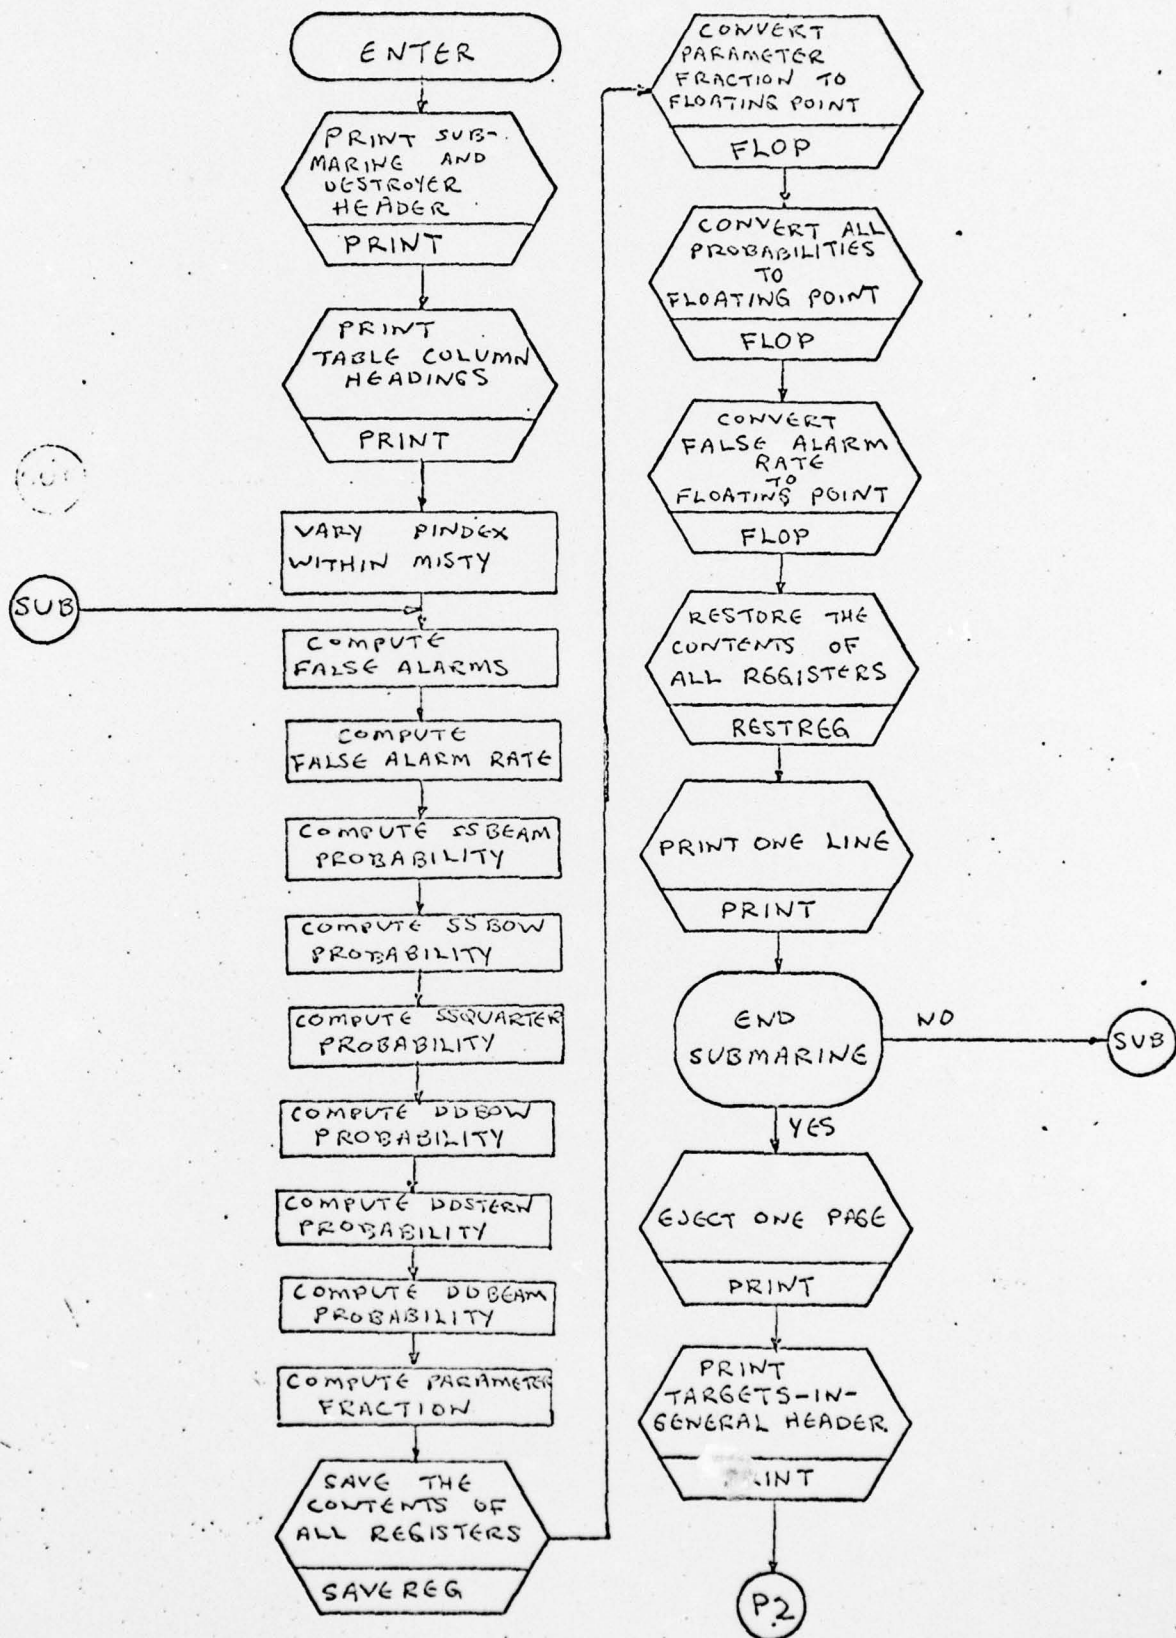 ENTER
PRINT SUB-
MARINE AND
DESTROYER
HEADER
PRINT
PRINT
TABLE COLUMN
HEADINGS
PRINT
VARY PINDEX
WITHIN MISTY
SUB
COMPUTE
FALSE ALARMS
COMPUTE
FALSE ALARM RATE
COMPUTE SSBEAM
PROBABILITY
COMPUTE SSBOW
PROBABILITY
COMPUTE SSQUARTER
PROBABILITY
COMPUTE DDBOW
PROBABILITY
COMPUTE DDSTERN
PROBABILITY
COMPUTE DDBEAM
PROBABILITY
COMPUTE PARAMETER
FRACTION
SAVE THE
CONTENTS OF
ALL REGISTERS
SAVEREG
CONVERT
PARAMETER
FRACTION TO
FLOATING POINT
FLOP
CONVERT ALL
PROBABILITIES
TO
FLOATING POINT
FLOP
CONVERT
FALSE ALARM
RATE
TO
FLOATING POINT
FLOP
RESTORE THE
CONTENTS OF
ALL REGISTERS
RESTREG
PRINT ONE LINE
PRINT
END
SUBMARINE
NO
SUB
YES
EJECT ONE PAGE
PRINT
PRINT
TARGETS-IN-
GENERAL HEADER
PRINT
P2